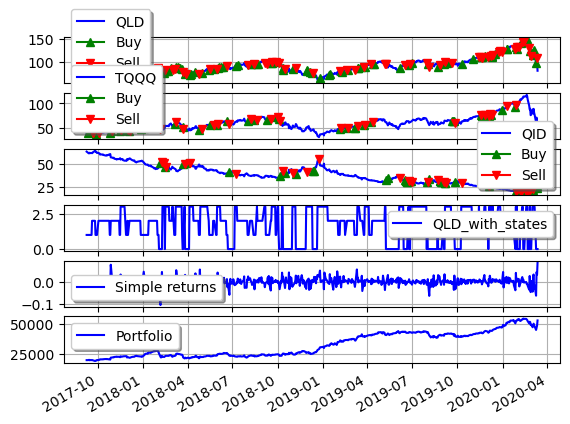 QLD
Buy
Sell
150
100
TQQQ
Buy
Sell
100
50
QID
Buy
Sell
50
25
QLD_with_states
2.5
0.0
Simple returns
0.0
−0.1
Portfolio
50000
25000
2017-10 2018-01 2018-04 2018-07 2018-10 2019-01 2019-04 2019-07 2019-10 2020-01 2020-04